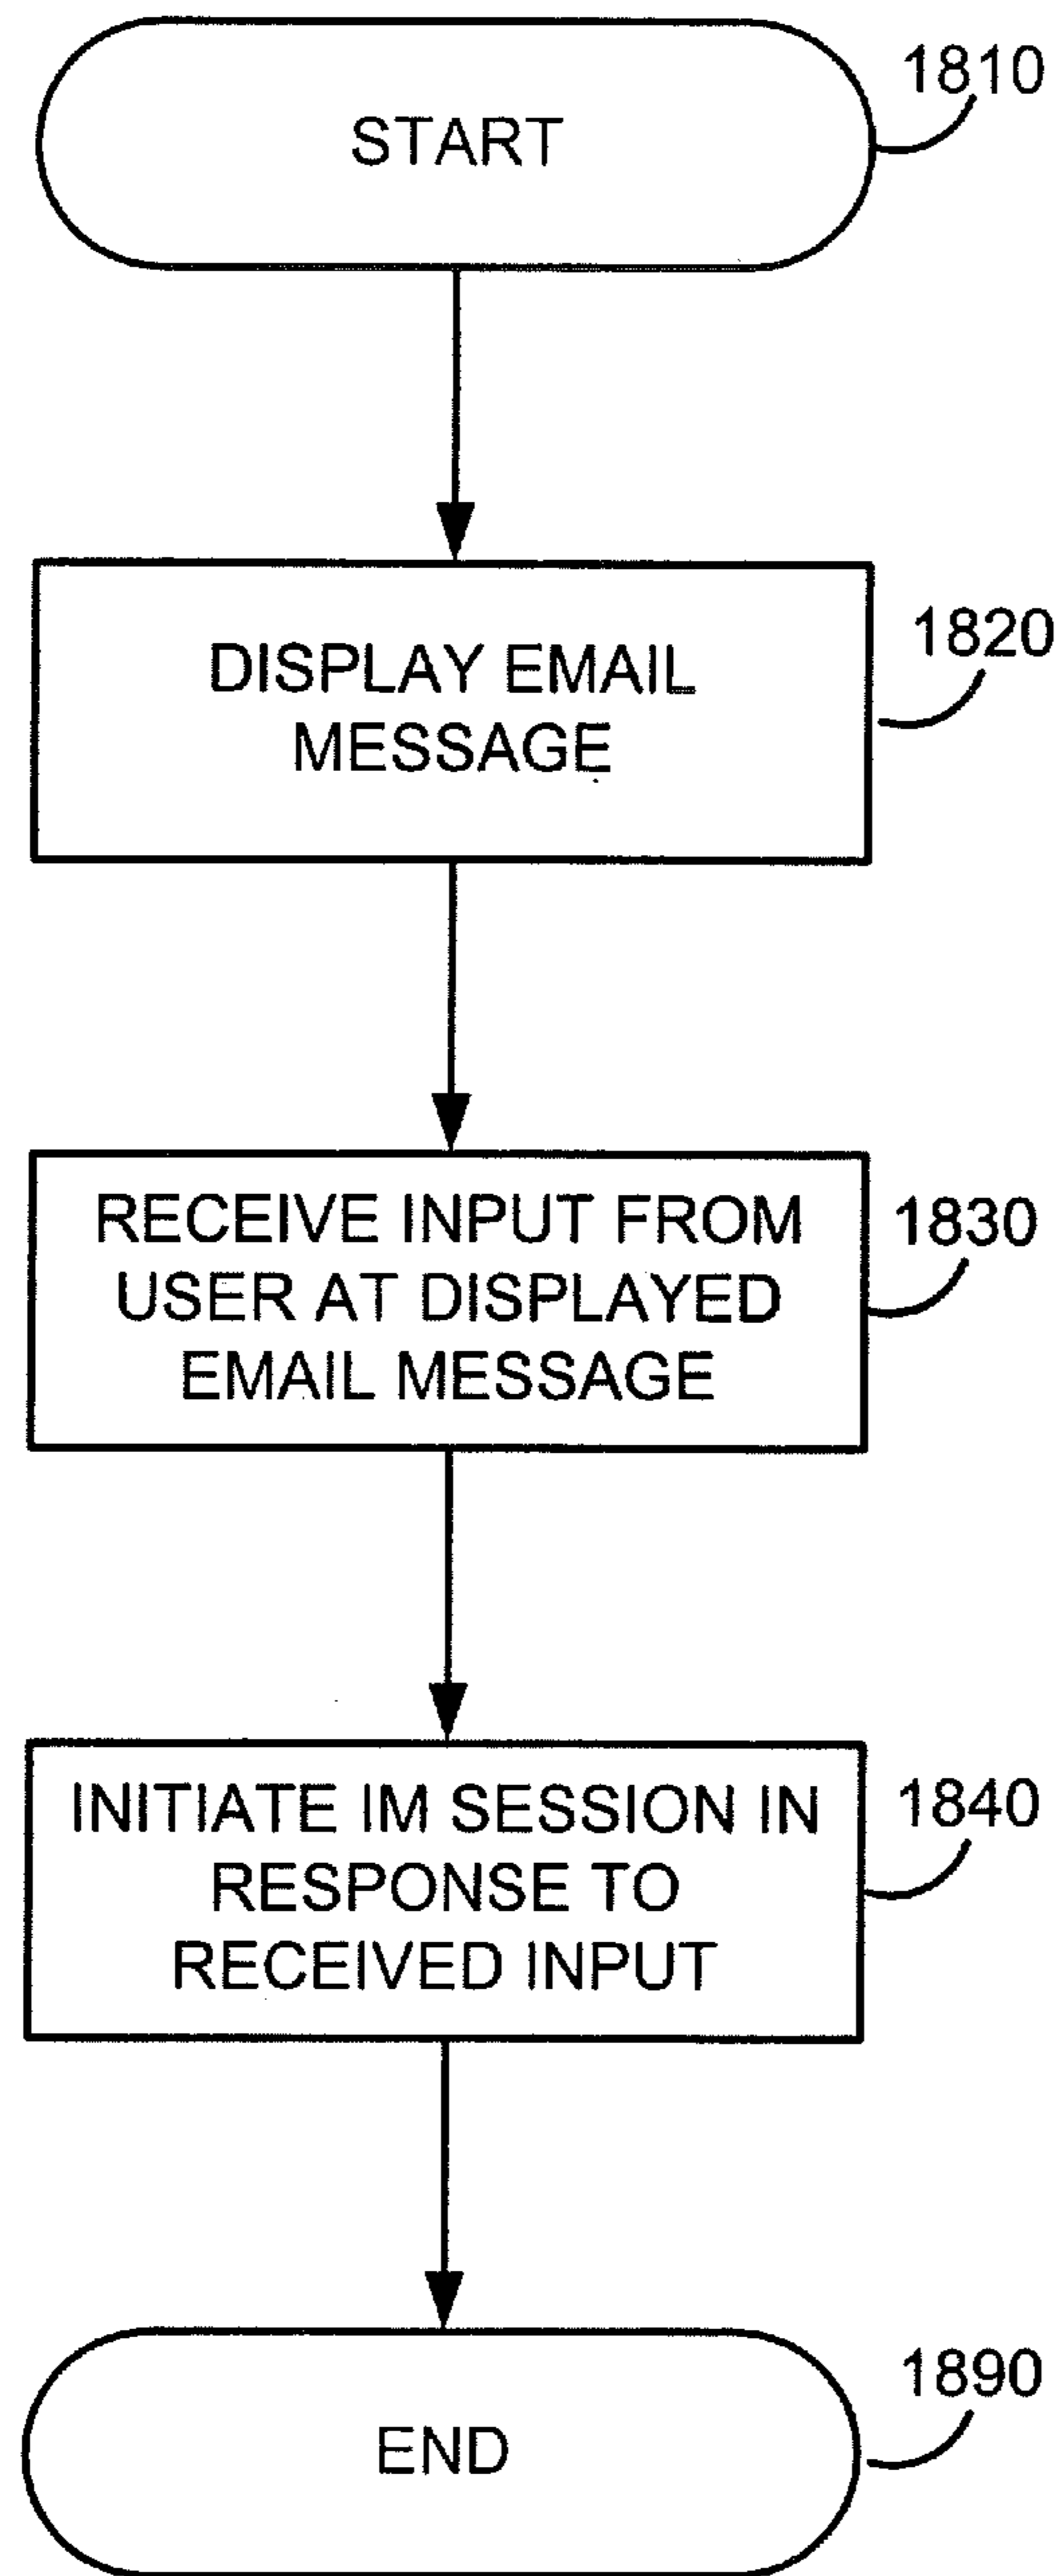 START
1810
DISPLAY EMAIL
MESSAGE
1820
RECEIVE INPUT FROM
USER AT DISPLAYED
EMAIL MESSAGE
1830
INITIATE IM SESSION IN
RESPONSE TO
RECEIVED INPUT
1840
END
1890